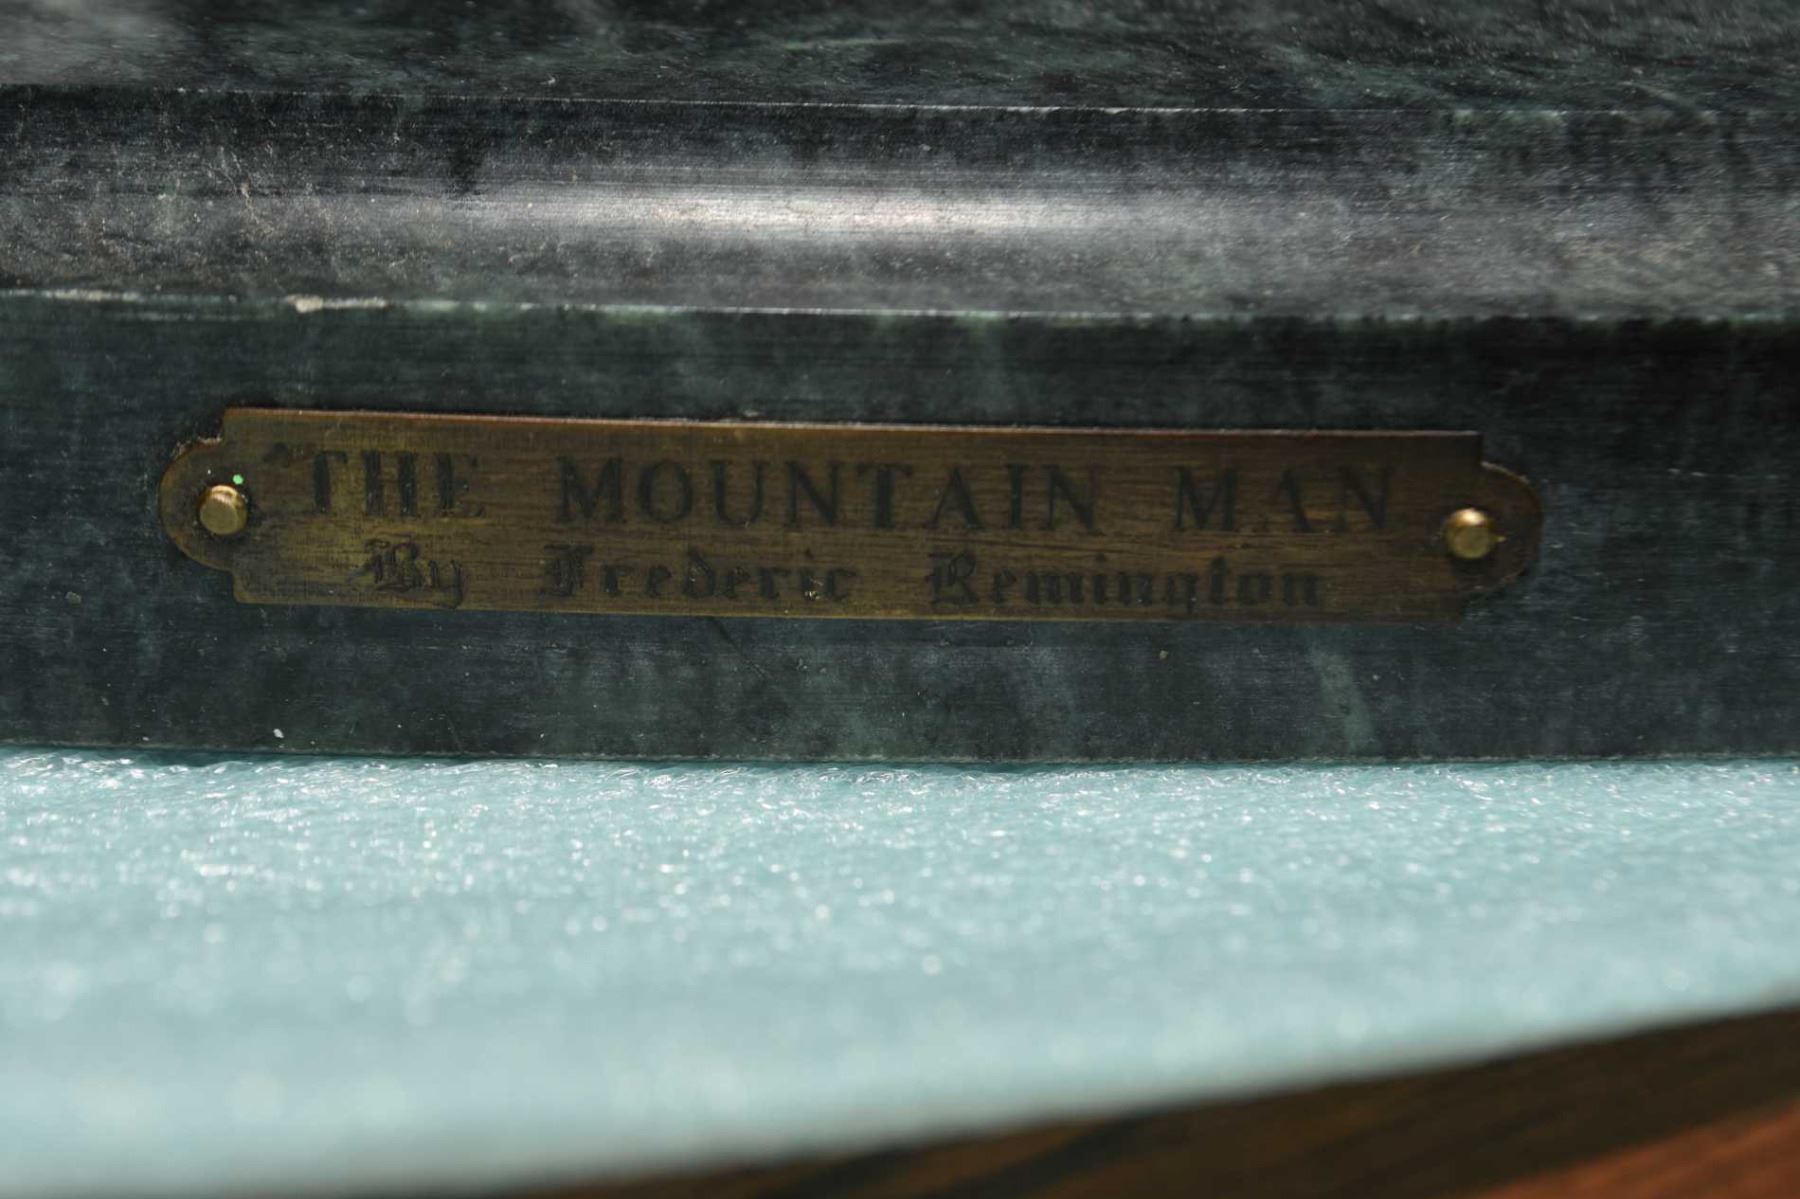 THE MOUNTAIN MAN
By Frederic Remington